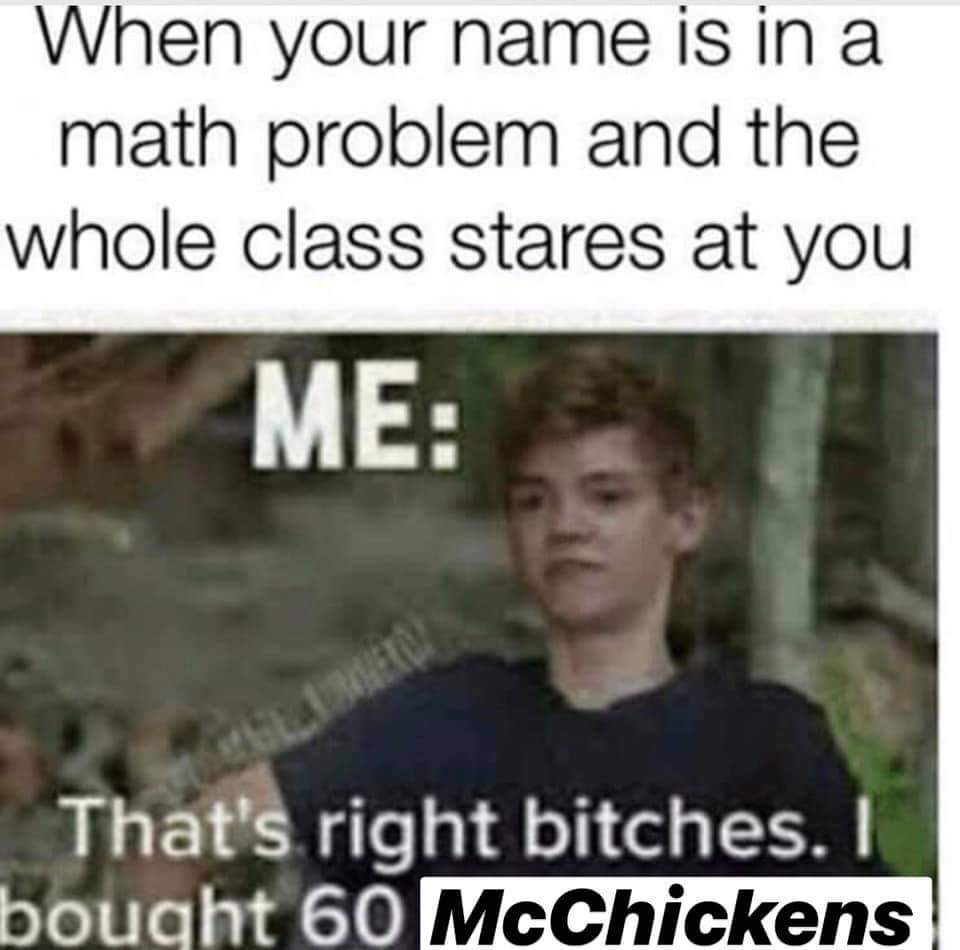 When your name is in a
math problem and the
whole class stares at you
ME:
That's right bitches. I
bought 60 McChickens